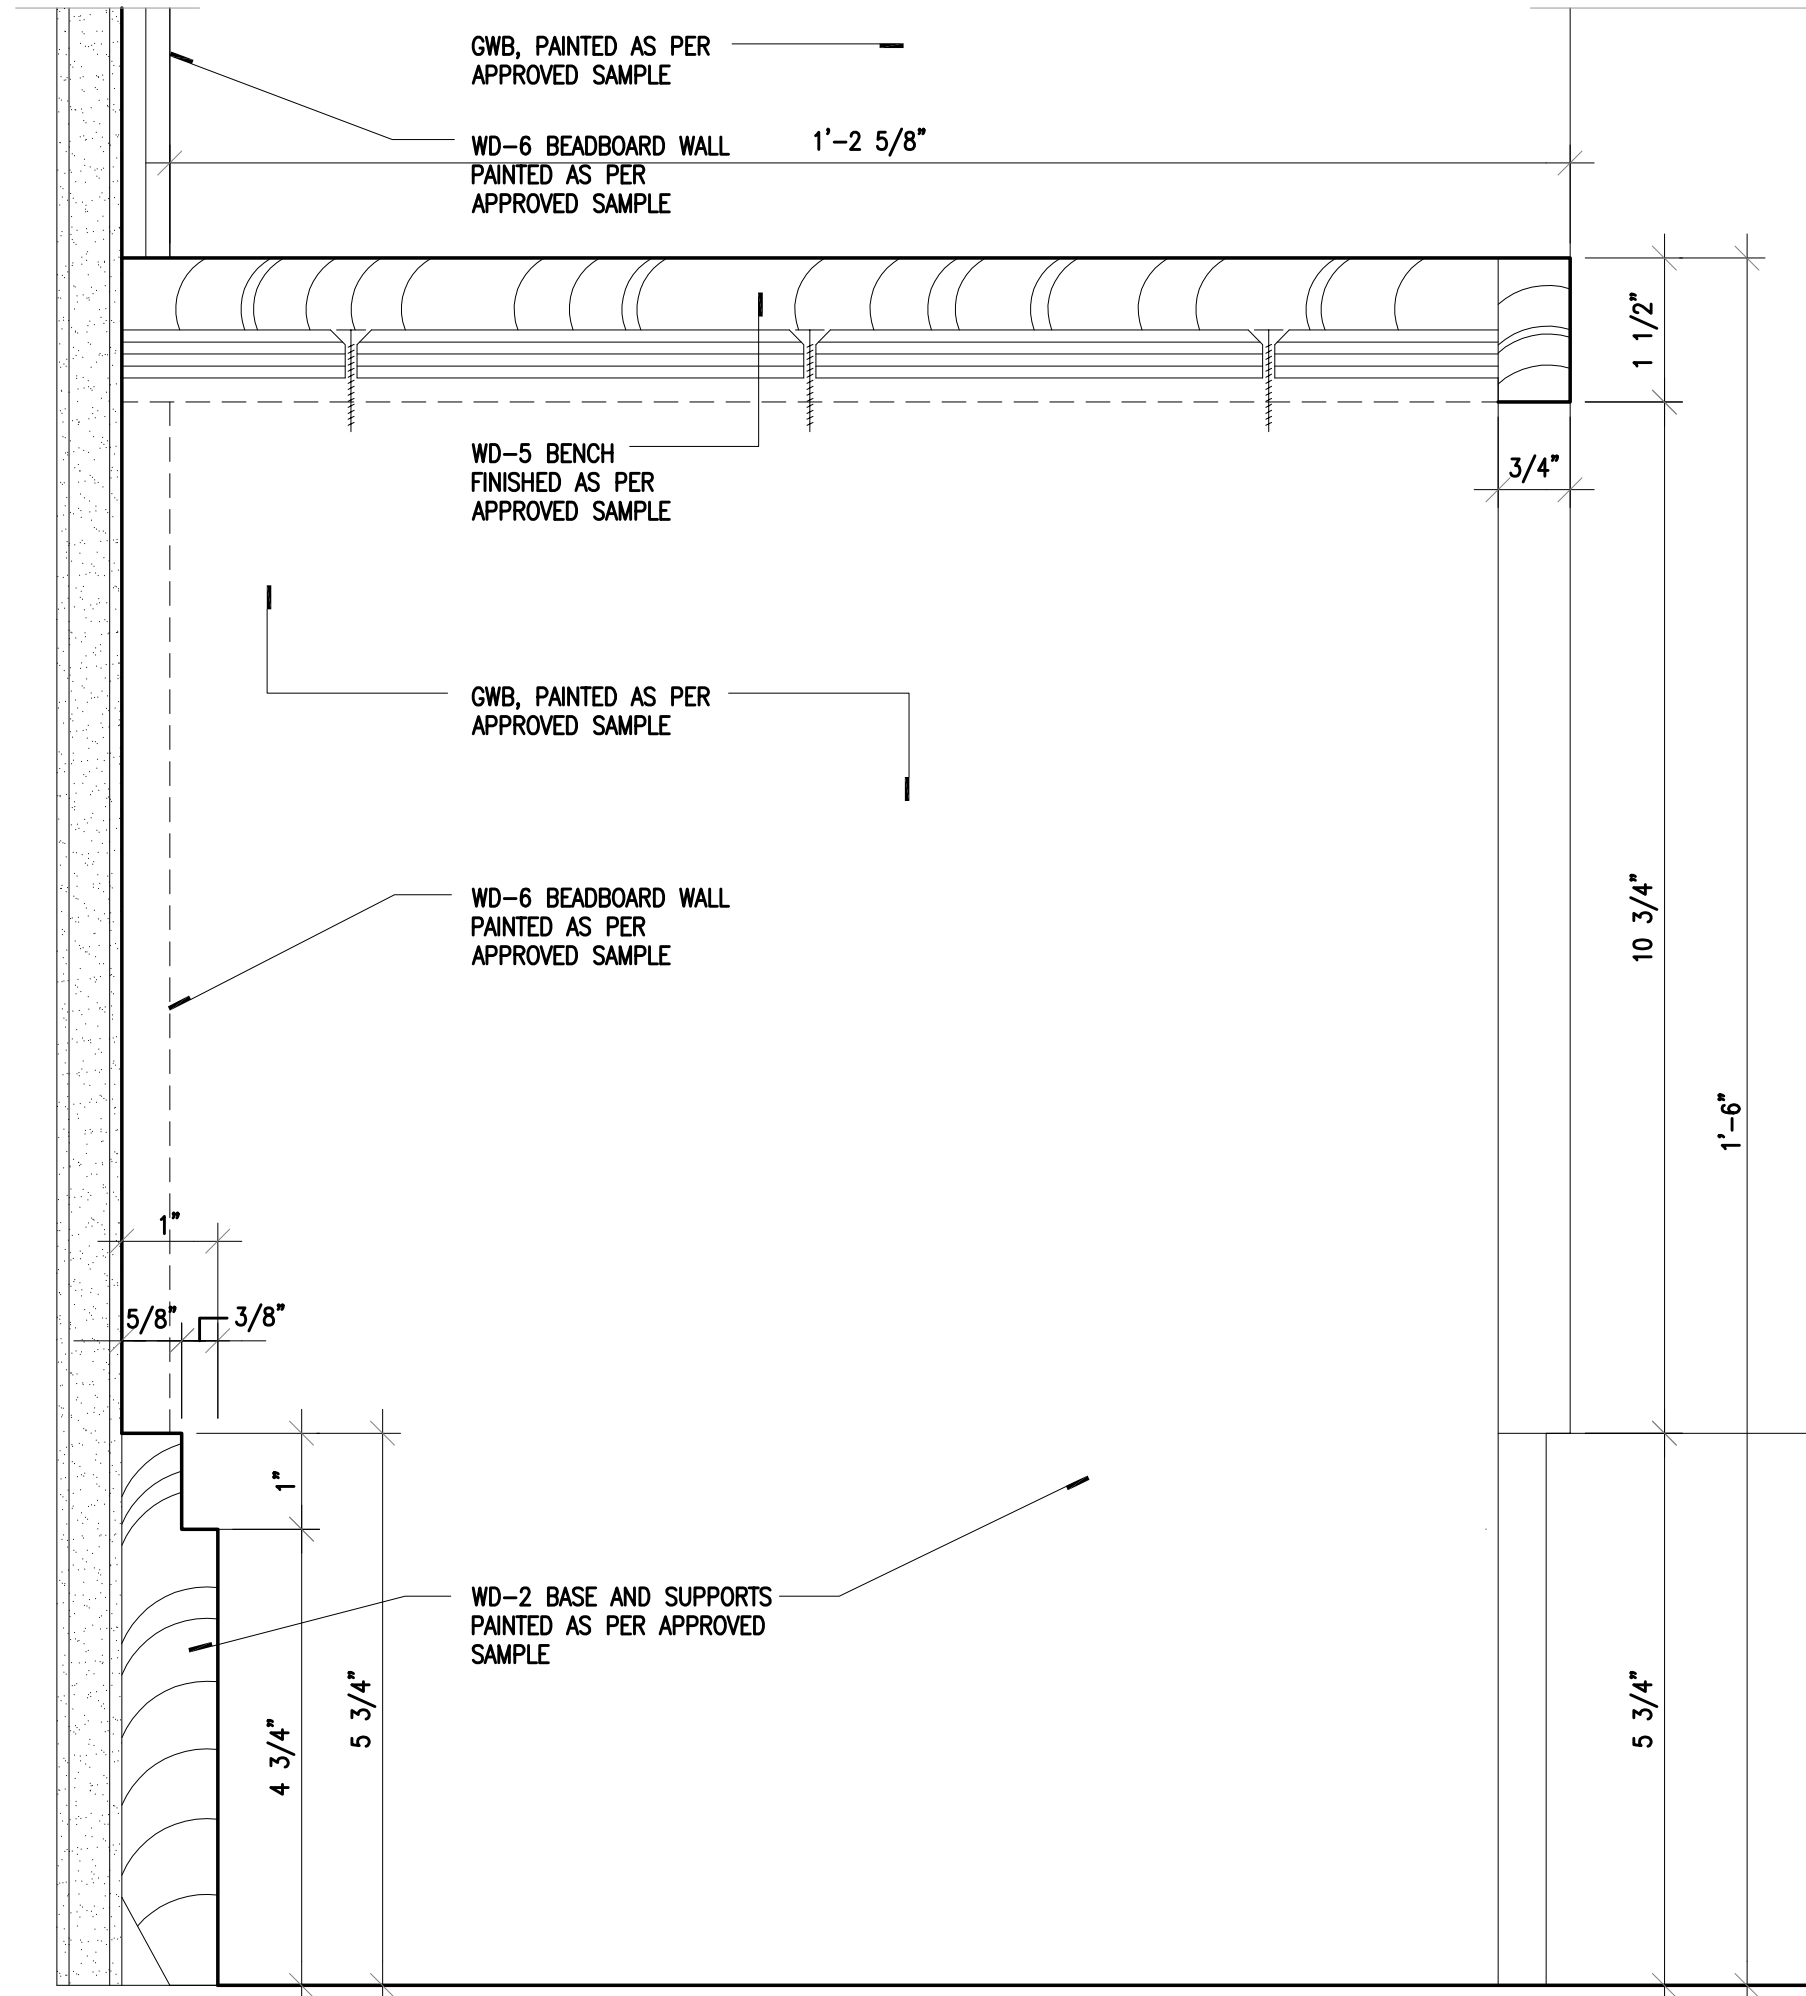 GWB, PAINTED AS PER
APPROVED SAMPLE
WD-6 BEADBOARD WALL
PAINTED AS PER
APPROVED SAMPLE
1'-2 5/8"
1 1/2"
3/4"
WD-5 BENCH
FINISHED AS PER
APPROVED SAMPLE
GWB, PAINTED AS PER
APPROVED SAMPLE
WD-6 BEADBOARD WALL
PAINTED AS PER
APPROVED SAMPLE
10 3/4"
1'-6"
1"
5/8"
3/8"
1"
WD-2 BASE AND SUPPORTS
PAINTED AS PER APPROVED
SAMPLE
4 3/4"
5 3/4"
5 3/4"